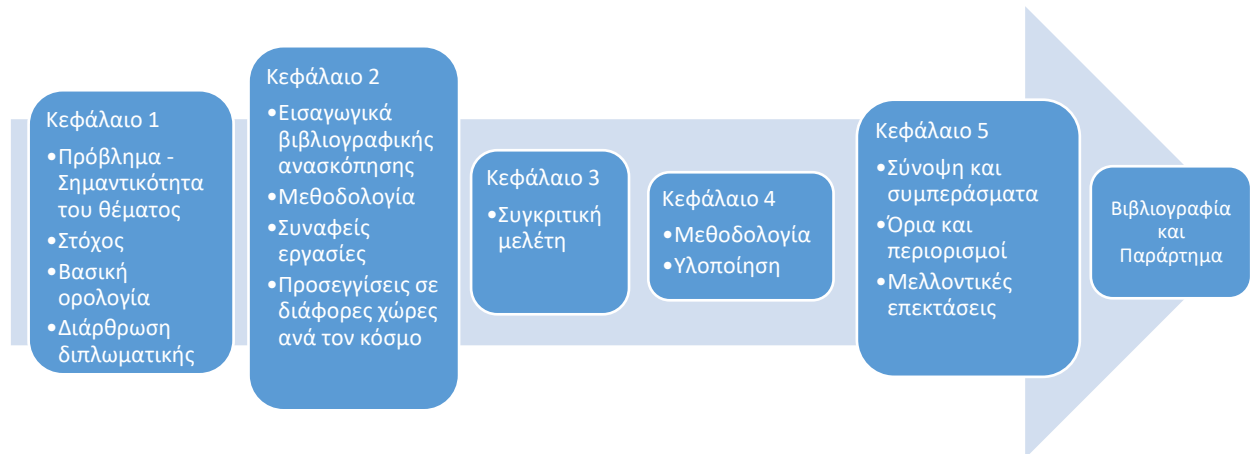 Κεφάλαιο 1
•Πρόβλημα -
Σημαντικότητα
του θέματος
•Στόχος
•Βασική
ορολογία
•Διάρθρωση
διπλωματικής
Κεφάλαιο 2
•Εισαγωγικά
βιβλιογραφικής
ανασκόπησης
•Μεθοδολογία
•Συναφείς
εργασίες
•Προσεγγίσεις σε
διάφορες χώρες
ανά τον κόσμο
Κεφάλαιο 3
•Συγκριτική
μελέτη
Κεφάλαιο 4
•Μεθοδολογία
•Υλοποίηση
Κεφάλαιο 5
•Σύνοψη και
συμπεράσματα
•Όρια και
περιορισμοί
•Μελλοντικές
επεκτάσεις
Βιβλιογραφία
και
Παράρτημα